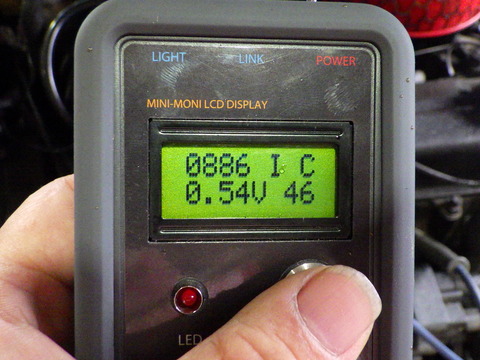 LIGHT LINK POWER
MINI-MONI LCD DISPLAY
0886 I C
0.54V 46
LED